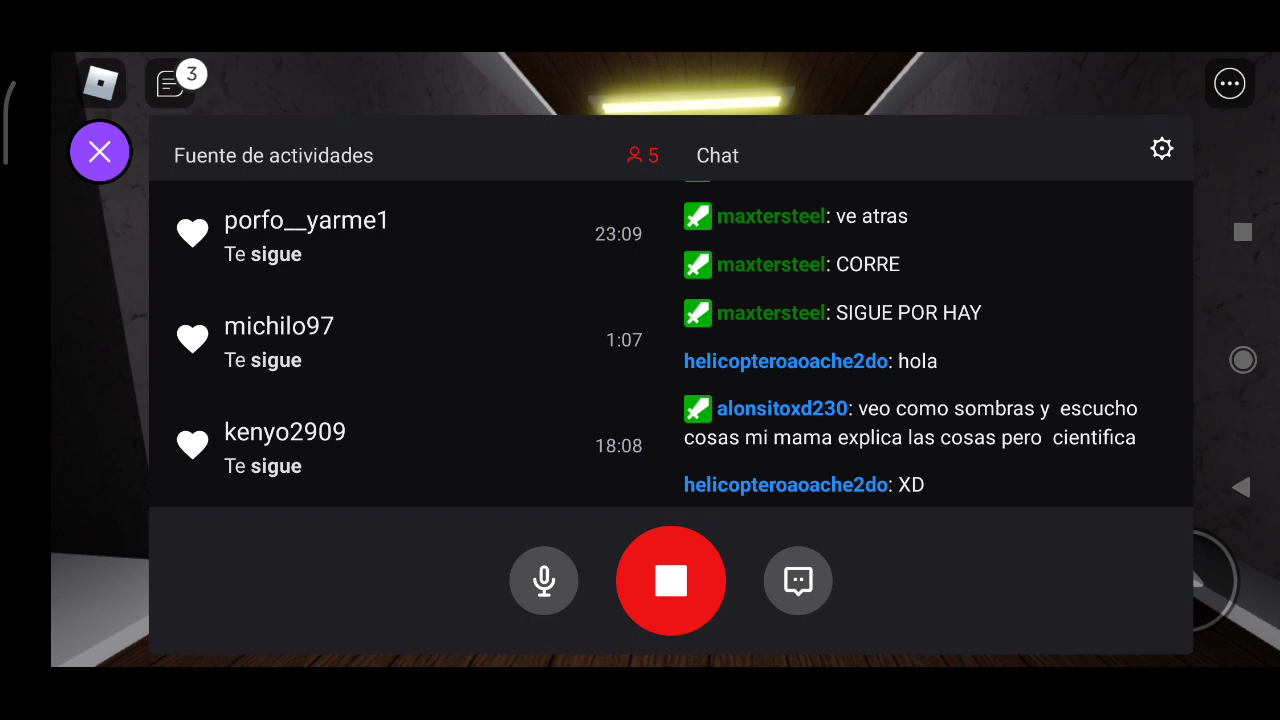 3
Fuente de actividades
5
Chat
porfo__yarme1
Te sigue
23:09
michilo97
Te sigue
1:07
kenyo2909
Te sigue
18:08
maxtersteel: ve atras
maxtersteel: CORRE
maxtersteel: SIGUE POR HAY
helicopteroaoache2do: hola
alonsitoxd230: veo como sombras y escucho
cosas mi mama explica las cosas pero cientifica
helicopteroaoache2do: XD